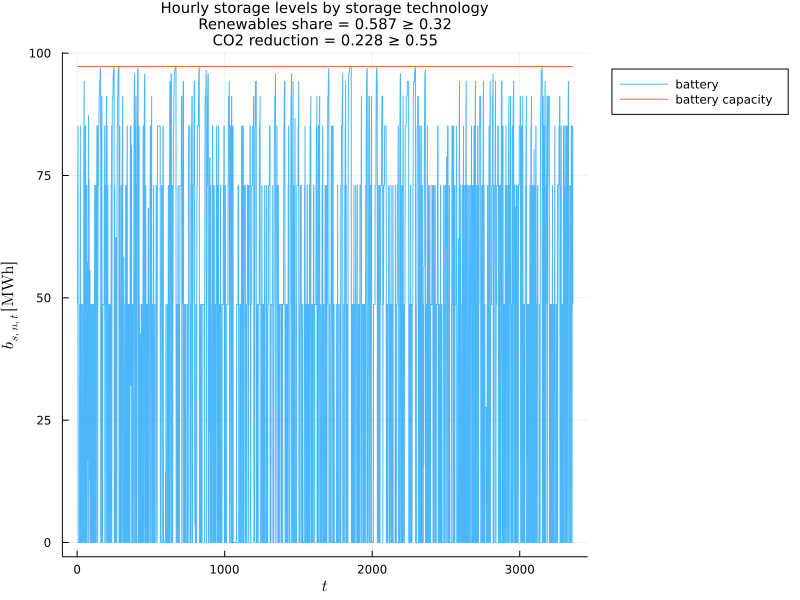 Hourly storage levels by storage technology
Renewables share = 0.587 ≥ 0.32
CO2 reduction = 0.228 ≥ 0.55
100
75
50
25
0
b_{s, n, t} [MWh]
0 1000 2000 3000
t
battery
battery capacity